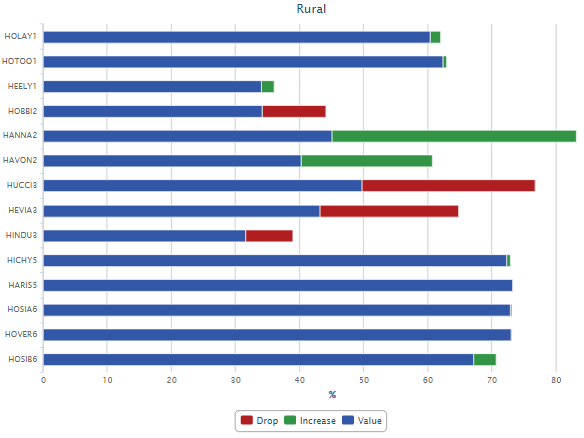 Rural
HOLAY1
HOTOO1
HEELY1
HOBBI2
HANNA2
HAVON2
HUCCI3
HEVIA3
HINDU3
HICHY5
HARIS5
HOSIA6
HOVER6
HOSIB6
0 10 20 30 40 50 60 70 80
%
Drop Increase Value